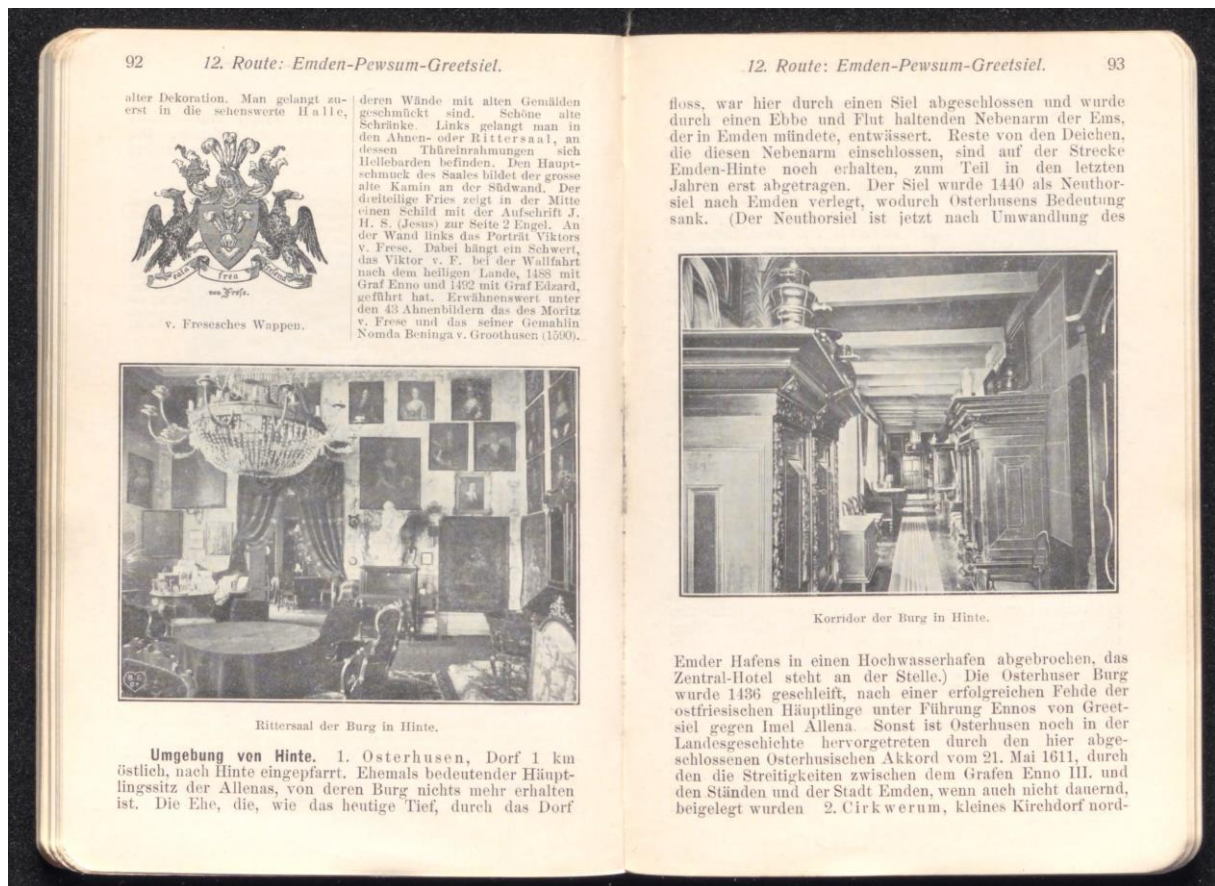 92 12. Route: Emden-Pewsum-Greetsiel.
alter Dekoration. Man gelangt zu-
erst in die sehenswerte Halle,
eala frea fresena
von Frese.
v. Fresesches Wappen.
deren Wände mit alten Gemälden
geschmückt sind. Schöne alte
Schränke. Links gelangt man in
den Ahnen- oder Rittersaal, an
dessen Thüreinrahmungen sich
Hellebarden befinden. Den Haupt-
schmuck des Saales bildet der grosse
alte Kamin an der Südwand. Der
dreiteilige Fries zeigt in der Mitte
einen Schild mit der Aufschrift J.
H. S. (Jesus) zur Seite 2 Engel. An
der Wand links das Porträt Viktors
v. Frese. Dabei hängt ein Schwert,
das Viktor v. F. bei der Wallfahrt
nach dem heiligen Lande, 1488 mit
Graf Enno und 1492 mit Graf Edzard,
geführt hat. Erwähnenswert unter
den 43 Ahnenbildern das des Moritz
v. Frese und das seiner Gemahlin
Nomda Beninga v. Groothusen (1590).
Rittersaal der Burg in Hinte.
Umgebung von Hinte. 1. Osterhusen, Dorf 1 km
östlich, nach Hinte eingepfarrt. Ehemals bedeutender Häupt-
lingssitz der Allenas, von deren Burg nichts mehr erhalten
ist. Die Ehe, die, wie das heutige Tief, durch das Dorf
12. Route: Emden-Pewsum-Greetsiel. 93
floss, war hier durch einen Siel abgeschlossen und wurde
durch einen Ebbe und Flut haltenden Nebenarm der Ems,
der in Emden mündete, entwässert. Reste von den Deichen,
die diesen Nebenarm einschlossen, sind auf der Strecke
Emden-Hinte noch erhalten, zum Teil in den letzten
Jahren erst abgetragen. Der Siel wurde 1440 als Neuthor-
siel nach Emden verlegt, wodurch Osterhusens Bedeutung
sank. (Der Neuthorsiel ist jetzt nach Umwandlung des
Korridor der Burg in Hinte.
Emder Hafens in einen Hochwasserhafen abgebrochen, das
Zentral-Hotel steht an der Stelle.) Die Osterhuser Burg
wurde 1436 geschleift, nach einer erfolgreichen Fehde der
ostfriesischen Häuptlinge unter Führung Ennos von Greet-
siel gegen Imel Allena. Sonst ist Osterhusen noch in der
Landesgeschichte hervorgetreten durch den hier abge-
schlossenen Osterhusischen Akkord vom 21. Mai 1611, durch
den die Streitigkeiten zwischen dem Grafen Enno III. und
den Ständen und der Stadt Emden, wenn auch nicht dauernd,
beigelegt wurden 2. Cirkwerum, kleines Kirchdorf nord-